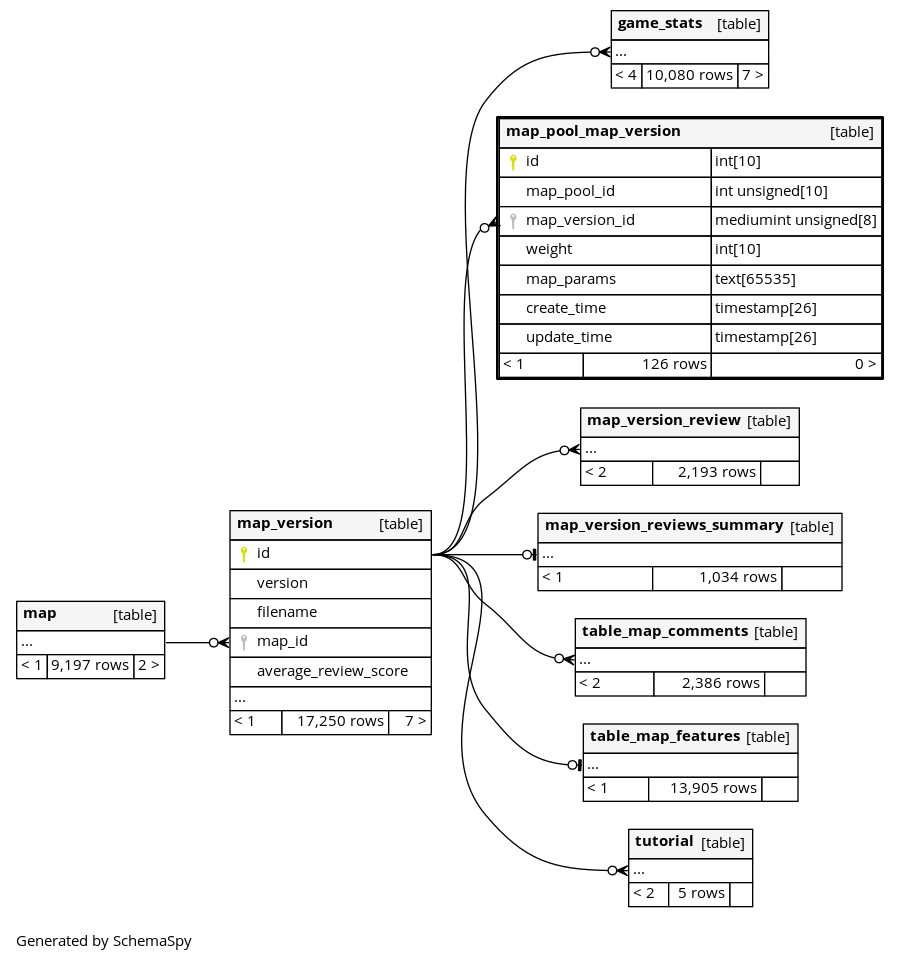 game_stats [table]
...
< 4 10,080 rows 7 >
map_pool_map_version [table]
id int[10]
map_pool_id int unsigned[10]
map_version_id mediumint unsigned[8]
weight int[10]
map_params text[65535]
create_time timestamp[26]
update_time timestamp[26]
< 1 126 rows 0 >
map_version_review [table]
...
< 2 2,193 rows
map_version_reviews_summary [table]
...
< 1 1,034 rows
map_version [table]
id
version
filename
map_id
average_review_score
...
< 1 17,250 rows 7 >
map [table]
...
< 1 9,197 rows 2 >
table_map_comments [table]
...
< 2 2,386 rows
table_map_features [table]
...
< 1 13,905 rows
tutorial [table]
...
< 2 5 rows
Generated by SchemaSpy